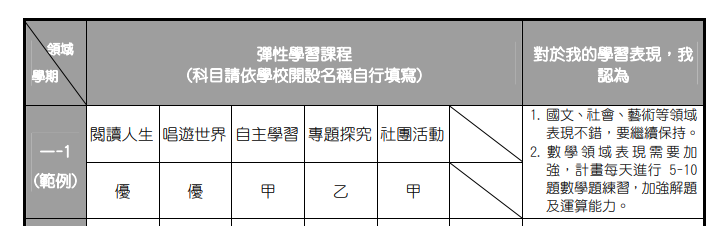 領域
學期
彈性學習課程
(科目請依學校開設名稱自行填寫)
對於我的學習表現，我
認為
一-1
(範例)
閱讀人生 唱遊世界 自主學習 專題探究 社團活動
優 優 甲 乙 甲
1. 國文、社會、藝術等領域
表現不錯，要繼續保持。
2. 數學領域表現需要加
強，計畫每天進行 5-10
題數學題練習，加強解題
及運算能力。